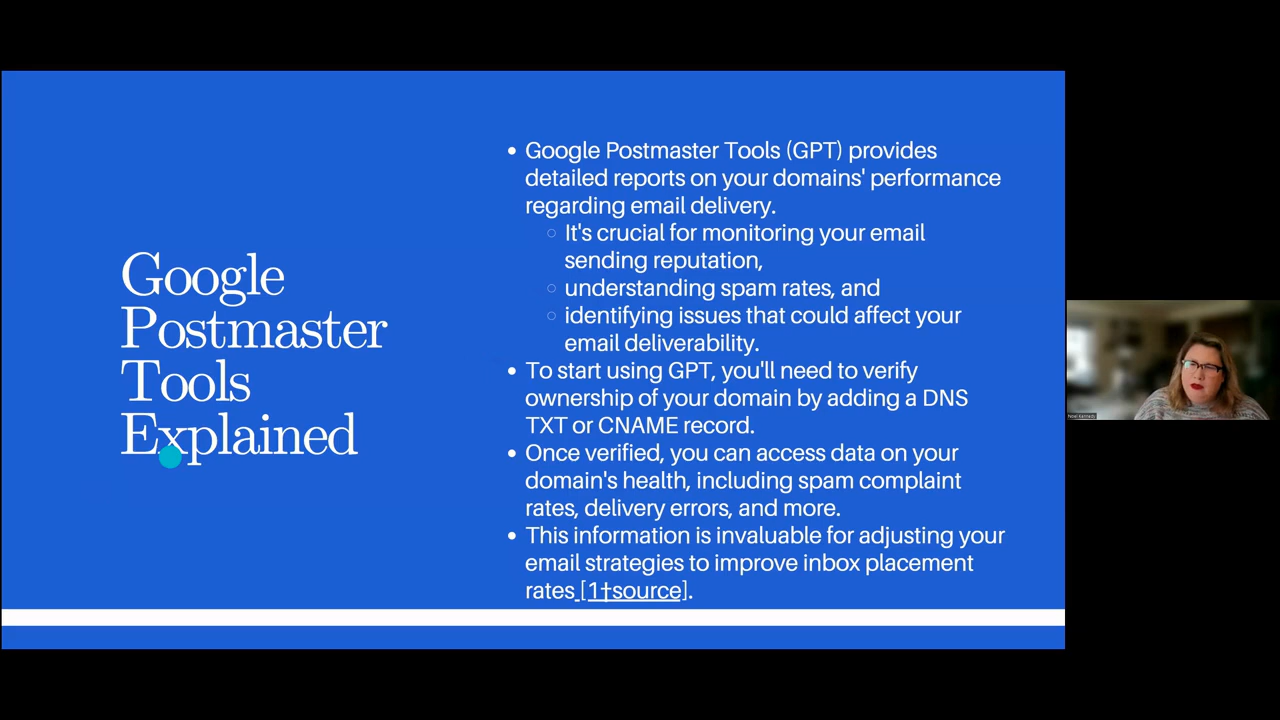 Google
Postmaster
Tools
Explained
• Google Postmaster Tools (GPT) provides
detailed reports on your domains' performance
regarding email delivery.
○ It's crucial for monitoring your email
sending reputation,
○ understanding spam rates, and
○ identifying issues that could affect your
email deliverability.
• To start using GPT, you'll need to verify
ownership of your domain by adding a DNS
TXT or CNAME record.
• Once verified, you can access data on your
domain's health, including spam complaint
rates, delivery errors, and more.
• This information is invaluable for adjusting your
email strategies to improve inbox placement
rates [1†source].